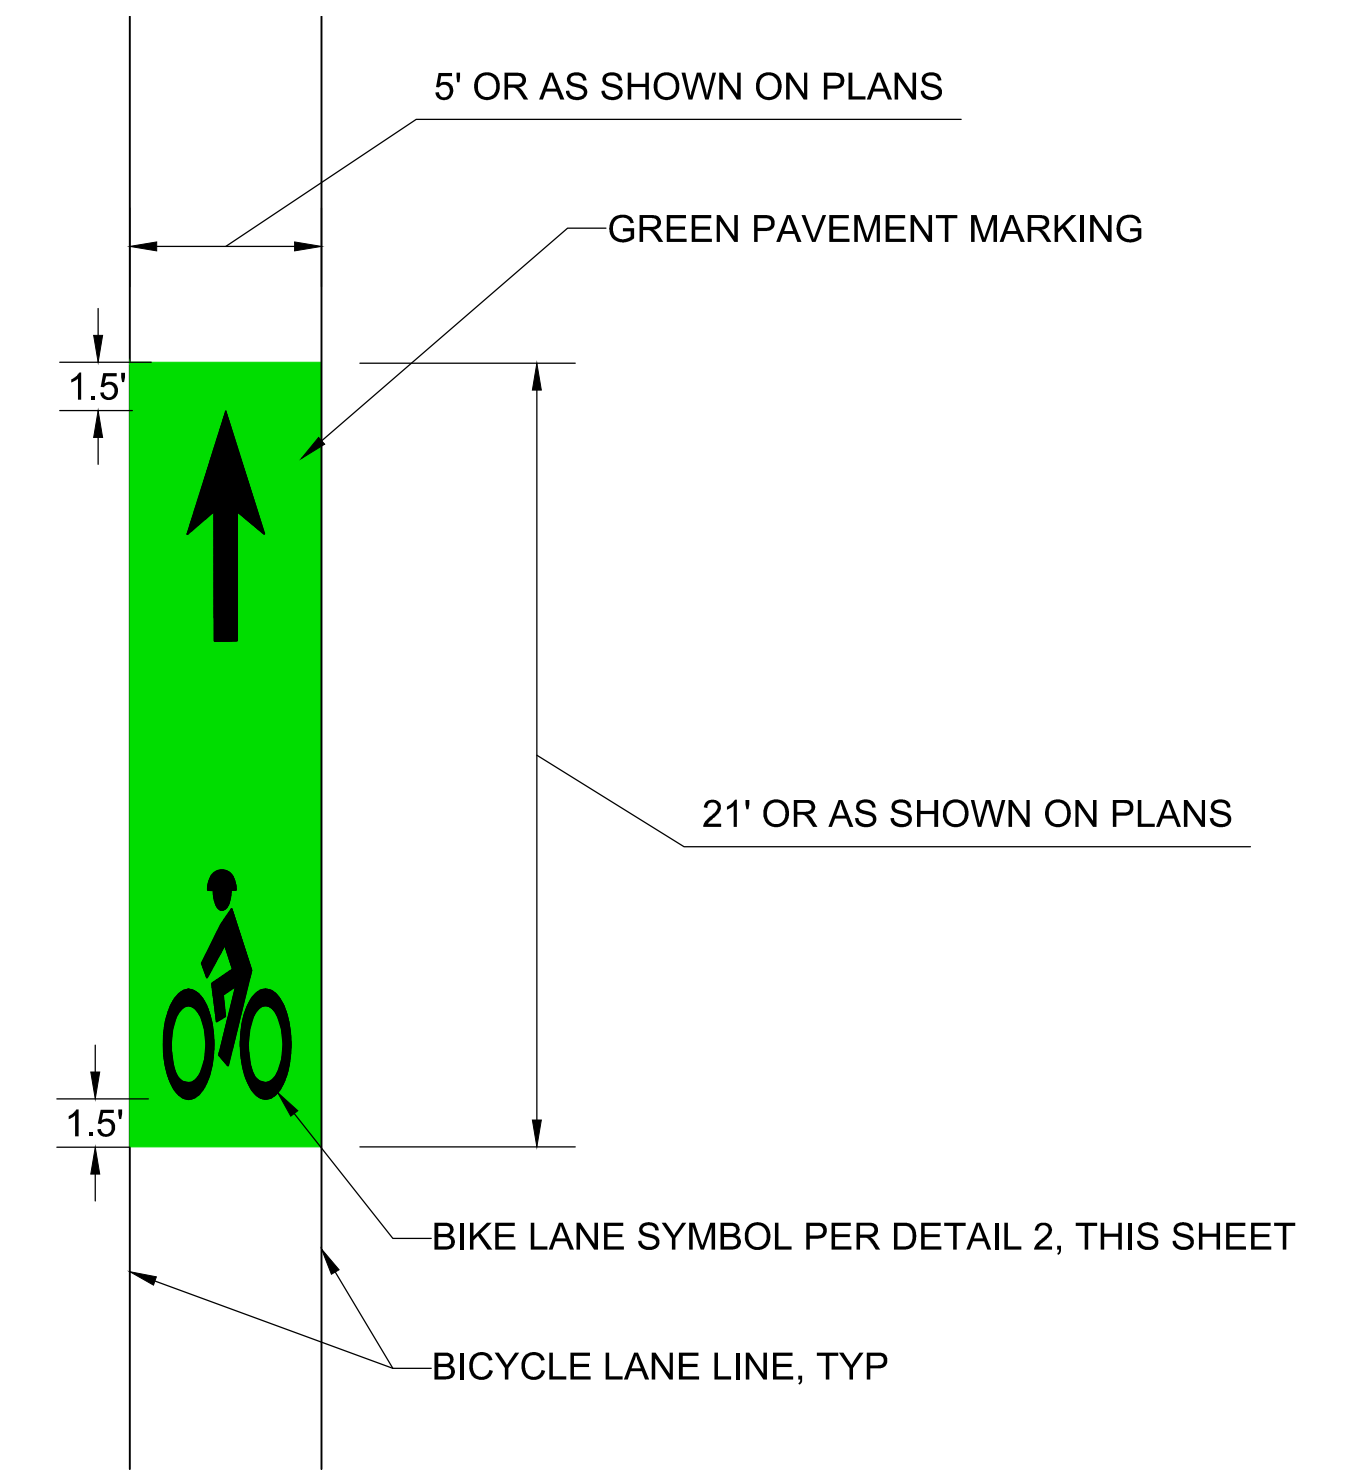 5' OR AS SHOWN ON PLANS
GREEN PAVEMENT MARKING
1.5'
21' OR AS SHOWN ON PLANS
1.5'
BIKE LANE SYMBOL PER DETAIL 2, THIS SHEET
BICYCLE LANE LINE, TYP